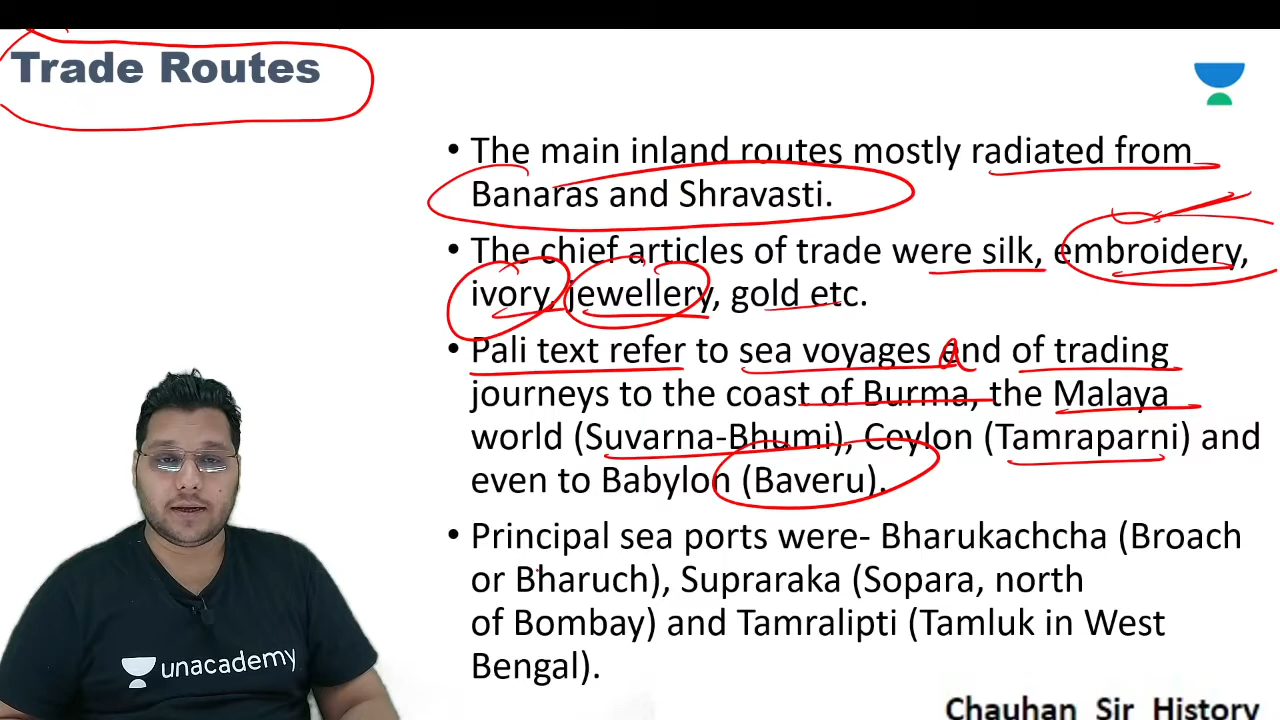 Trade Routes
• The main inland routes mostly radiated from
Banaras and Shravasti.
• The chief articles of trade were silk, embroidery,
ivory, jewellery, gold etc.
• Pali text refer to sea voyages and of trading
journeys to the coast of Burma, the Malaya
world (Suvarna-Bhumi), Ceylon (Tamraparni) and
even to Babylon (Baveru).
• Principal sea ports were- Bharukachcha (Broach
or Bharuch), Supraraka (Sopara, north
of Bombay) and Tamralipti (Tamluk in West
Bengal).
unacademy
Chauhan Sir History